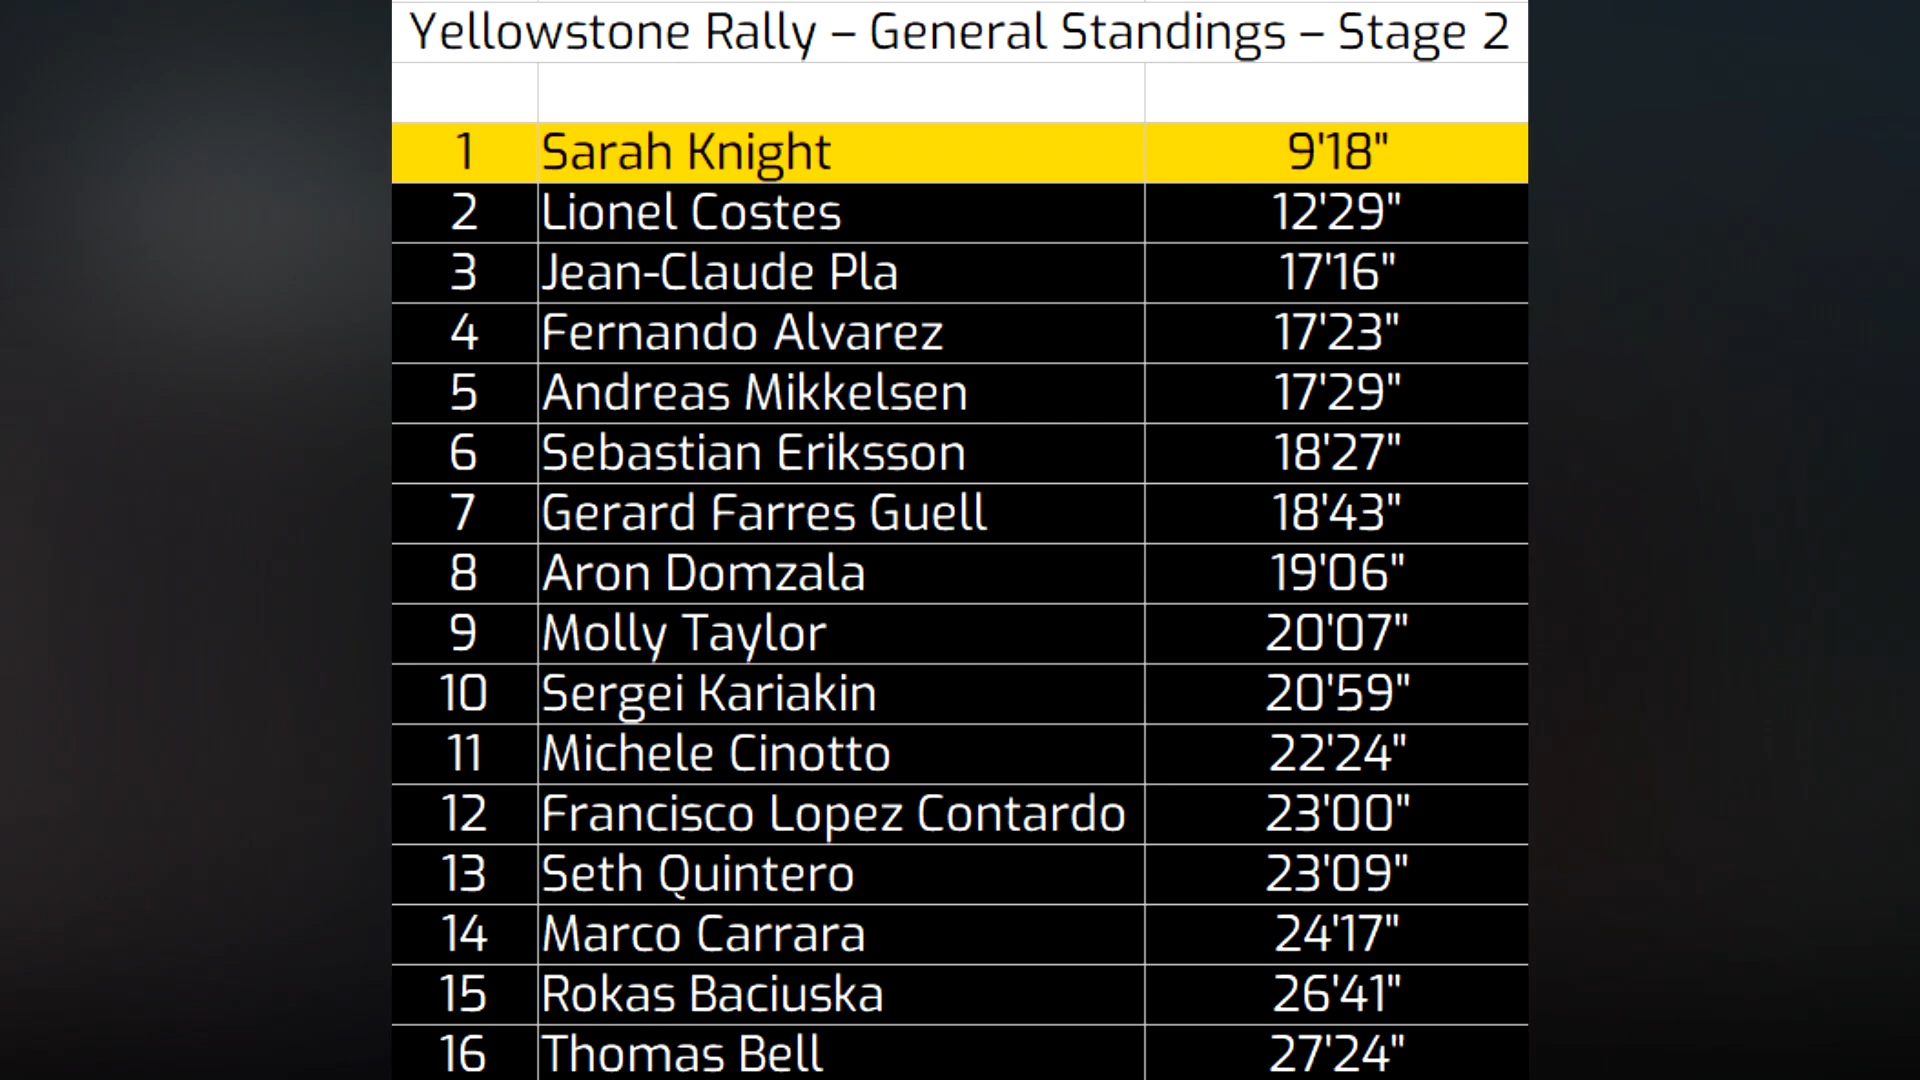 Yellowstone Rally – General Standings – Stage 2
1 Sarah Knight 9'18"
2 Lionel Costes 12'29"
3 Jean-Claude Pla 17'16"
4 Fernando Alvarez 17'23"
5 Andreas Mikkelsen 17'29"
6 Sebastian Eriksson 18'27"
7 Gerard Farres Guell 18'43"
8 Aron Domzala 19'06"
9 Molly Taylor 20'07"
10 Sergei Kariakin 20'59"
11 Michele Cinotto 22'24"
12 Francisco Lopez Contardo 23'00"
13 Seth Quintero 23'09"
14 Marco Carrara 24'17"
15 Rokas Baciuska 26'41"
16 Thomas Bell 27'24"